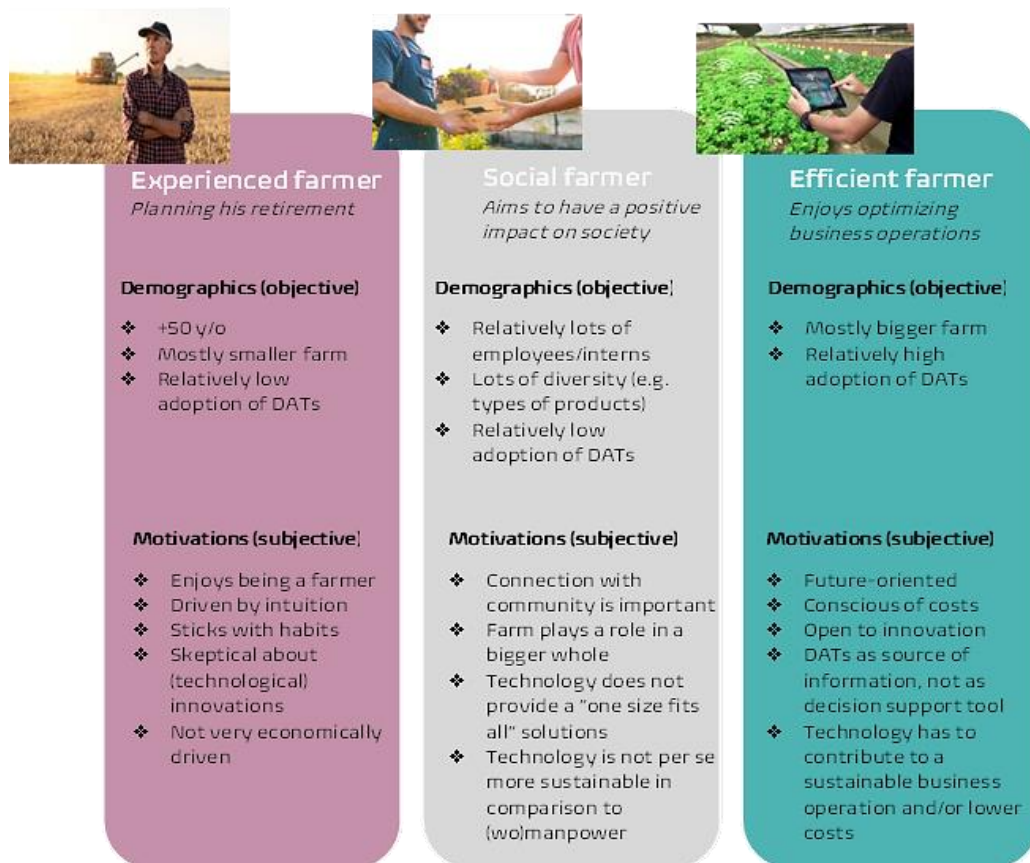 Experienced farmer
Planning his retirement
Demographics (objective)
❖ +50 y/o
❖ Mostly smaller farm
❖ Relatively low
adoption of DATs
Motivations (subjective)
❖ Enjoys being a farmer
❖ Driven by intuition
❖ Sticks with habits
❖ Skeptical about
(technological)
innovations
❖ Not very economically
driven
Social farmer
Aims to have a positive
impact on society
Demographics (objective)
❖ Relatively lots of
employees/interns
❖ Lots of diversity (e.g.
types of products)
❖ Relatively low
adoption of DATs
Motivations (subjective)
❖ Connection with
community is important
❖ Farm plays a role in a
bigger whole
❖ Technology does not
provide a "one size fits
all" solutions
❖ Technology is not per se
more sustainable in
comparison to
(wo)manpower
Efficient farmer
Enjoys optimizing
business operations
Demographics (objective)
❖ Mostly bigger farm
❖ Relatively high
adoption of DATs
Motivations (subjective)
❖ Future-oriented
❖ Conscious of costs
❖ Open to innovation
❖ DATs as source of
information, not as
decision support tool
❖ Technology has to
contribute to a
sustainable business
operation and/or lower
costs